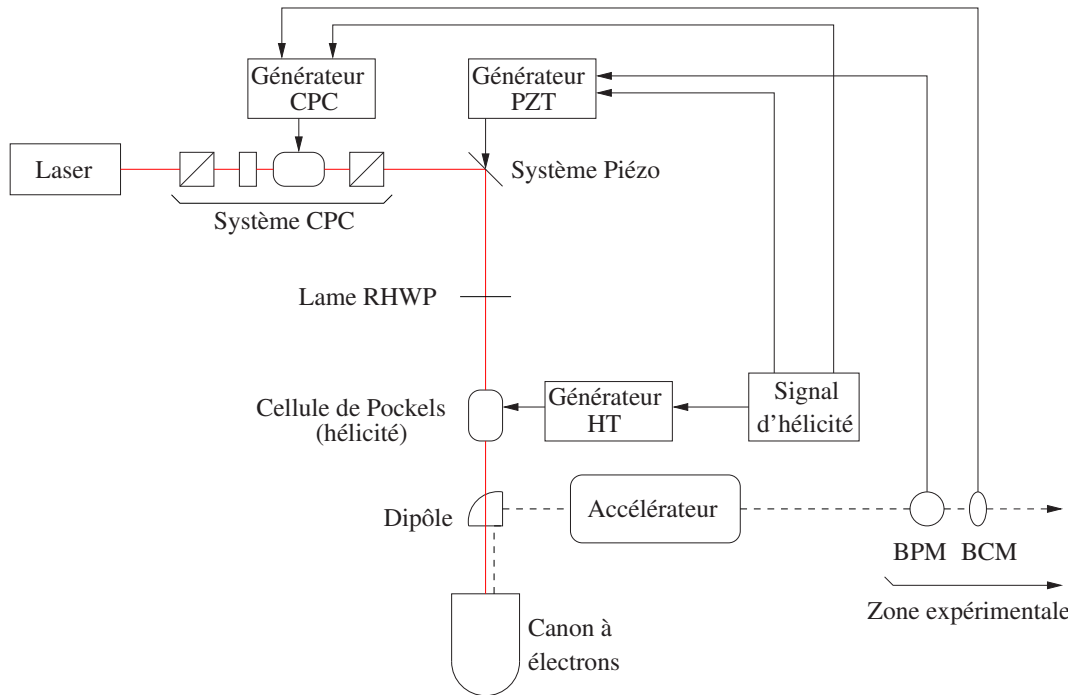 Générateur
CPC
Générateur
PZT
Laser
Système Piézo
Système CPC
Lame RHWP
Cellule de Pockels
(hélicité)
Générateur
HT
Signal
d'hélicité
Dipôle
Accélérateur
BPM
BCM
Zone expérimentale
Canon à
électrons